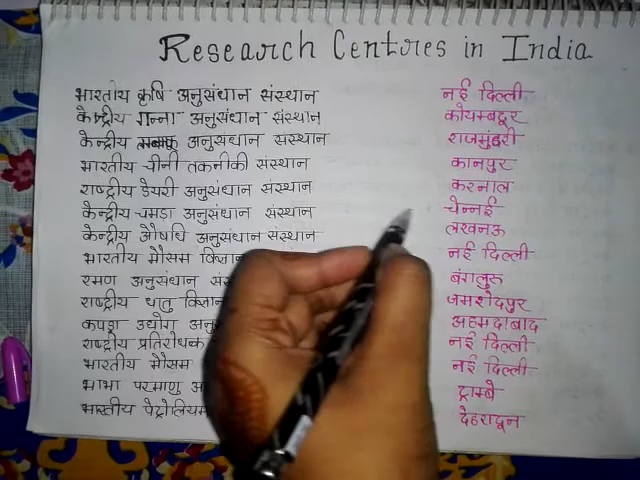 Research Centres in India
भारतीय कृषि अनुसंधान संस्थान नई दिल्ली
केन्द्रीय गन्ना अनुसंधान संस्थान कोयम्बटूर
केन्द्रीय अनुसंधान संस्थान राजमुंदरी
भारतीय चीनी तकनीकी संस्थान कानपुर
राष्ट्रीय डेयरी अनुसंधान संस्थान करनाल
केन्द्रीय चमड़ा अनुसंधान संस्थान चेन्नई
केन्द्रीय औषधि अनुसंधान संस्थान लखनऊ
भारतीय मौसम विज्ञान नई दिल्ली
रमण अनुसंधान बंगलुरु
राष्ट्रीय धातु विज्ञान जमशेदपुर
कपड़ा उद्योग अहमदाबाद
राष्ट्रीय प्रतिरोधक नई दिल्ली
भारतीय मौसम नई दिल्ली
भाभा परमाणु ट्राम्बे
भारतीय पेट्रोलियम देहरादून